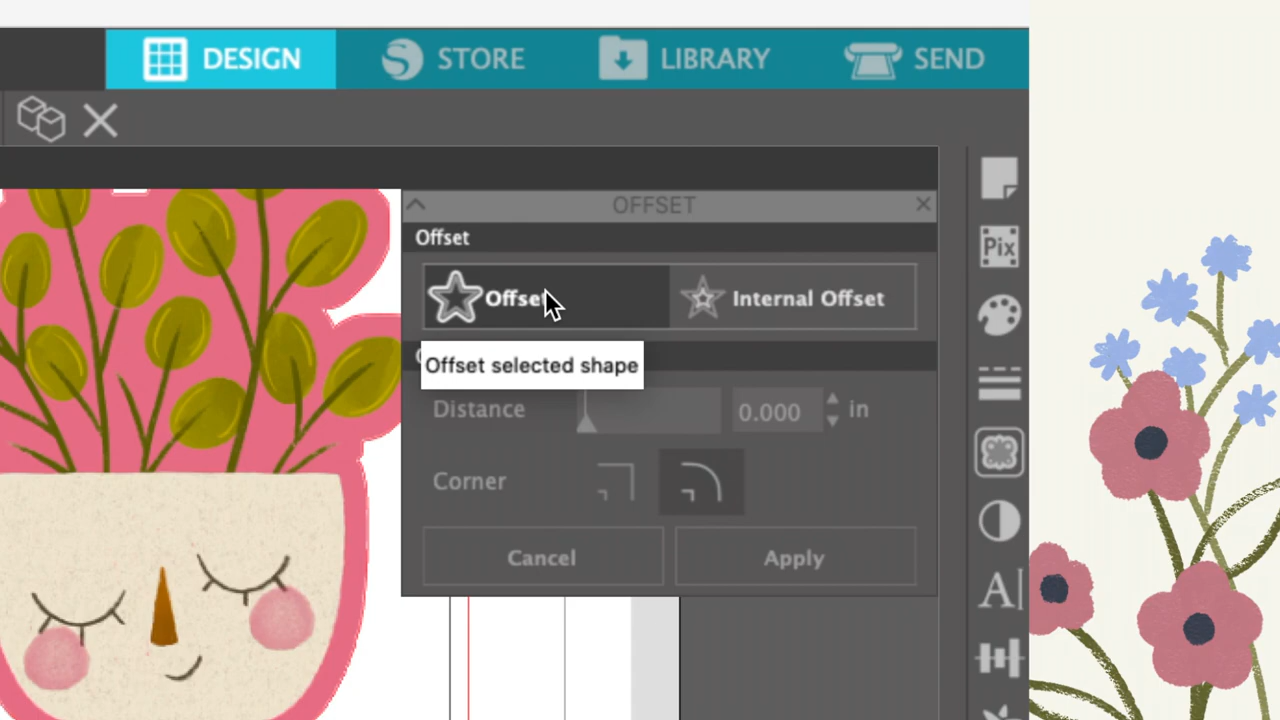 DESIGN STORE LIBRARY SEND
OFFSET
Offset
Offset Internal Offset
Offset selected shape
Distance 0.000 in
Corner
Cancel Apply
Pix
A